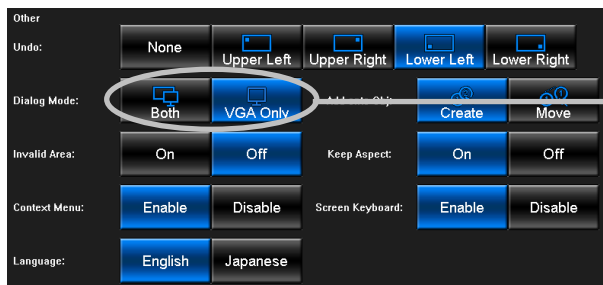 Other
Undo: None Upper Left Upper Right Lower Left Lower Right
Dialog Mode: Both VGA Only Create Move
Invalid Area: On Off Keep Aspect: On Off
Context Menu: Enable Disable Screen Keyboard: Enable Disable
Language: English Japanese